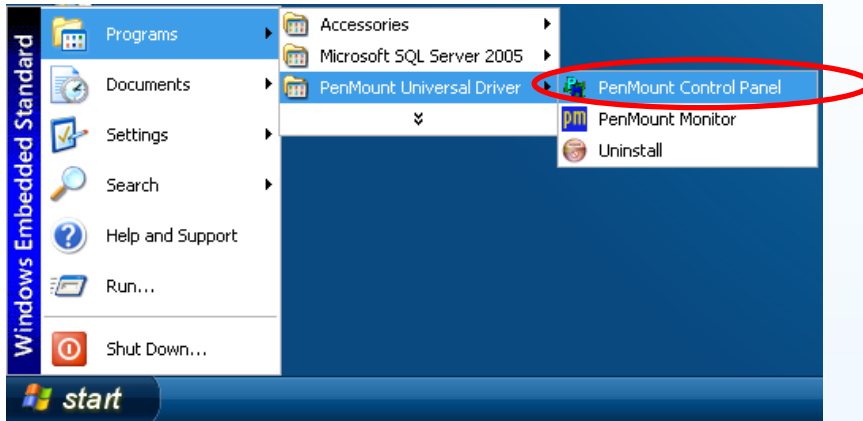 Windows Embedded Standard
Programs
Documents
Settings
Search
Help and Support
Run...
Shut Down...
Accessories
Microsoft SQL Server 2005
PenMount Universal Driver
PenMount Control Panel
pm PenMount Monitor
Uninstall
start